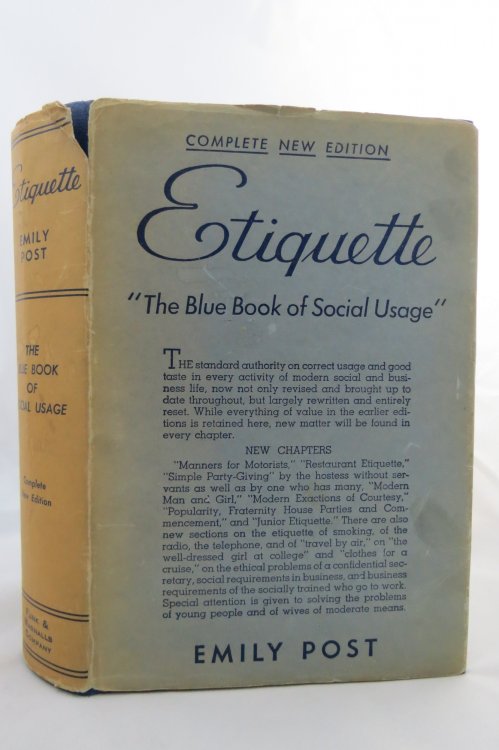 Etiquette
EMILY
POST
THE
BLUE BOOK
OF
SOCIAL USAGE
Complete
New Edition
FUNK &
WAGNALLS
COMPANY
COMPLETE NEW EDITION
Etiquette
"The Blue Book of Social Usage"
THE standard authority on correct usage and good
taste in every activity of modern social and busi-
ness life, now not only revised and brought up to
date throughout, but largely rewritten and entirely
reset. While everything of value in the earlier edi-
tions is retained here, new matter will be found in
every chapter.
NEW CHAPTERS
"Manners for Motorists," "Restaurant Etiquette,"
"Simple Party-Giving" by the hostess without ser-
vants as well as by one who has many, "Modern
Man and Girl," "Modern Exactions of Courtesy,"
"Popularity, Fraternity House Parties and Com-
mencement," and "Junior Etiquette." There are also
new sections on the etiquette of smoking, of the
radio, the telephone, and of "travel by air," on "the
well-dressed girl at college" and "clothes for a
cruise," on the ethical problems of a confidential sec-
retary, social requirements in business, and business
requirements of the socially trained who go to work.
Special attention is given to solving the problems
of young people and of wives of moderate means.
EMILY POST